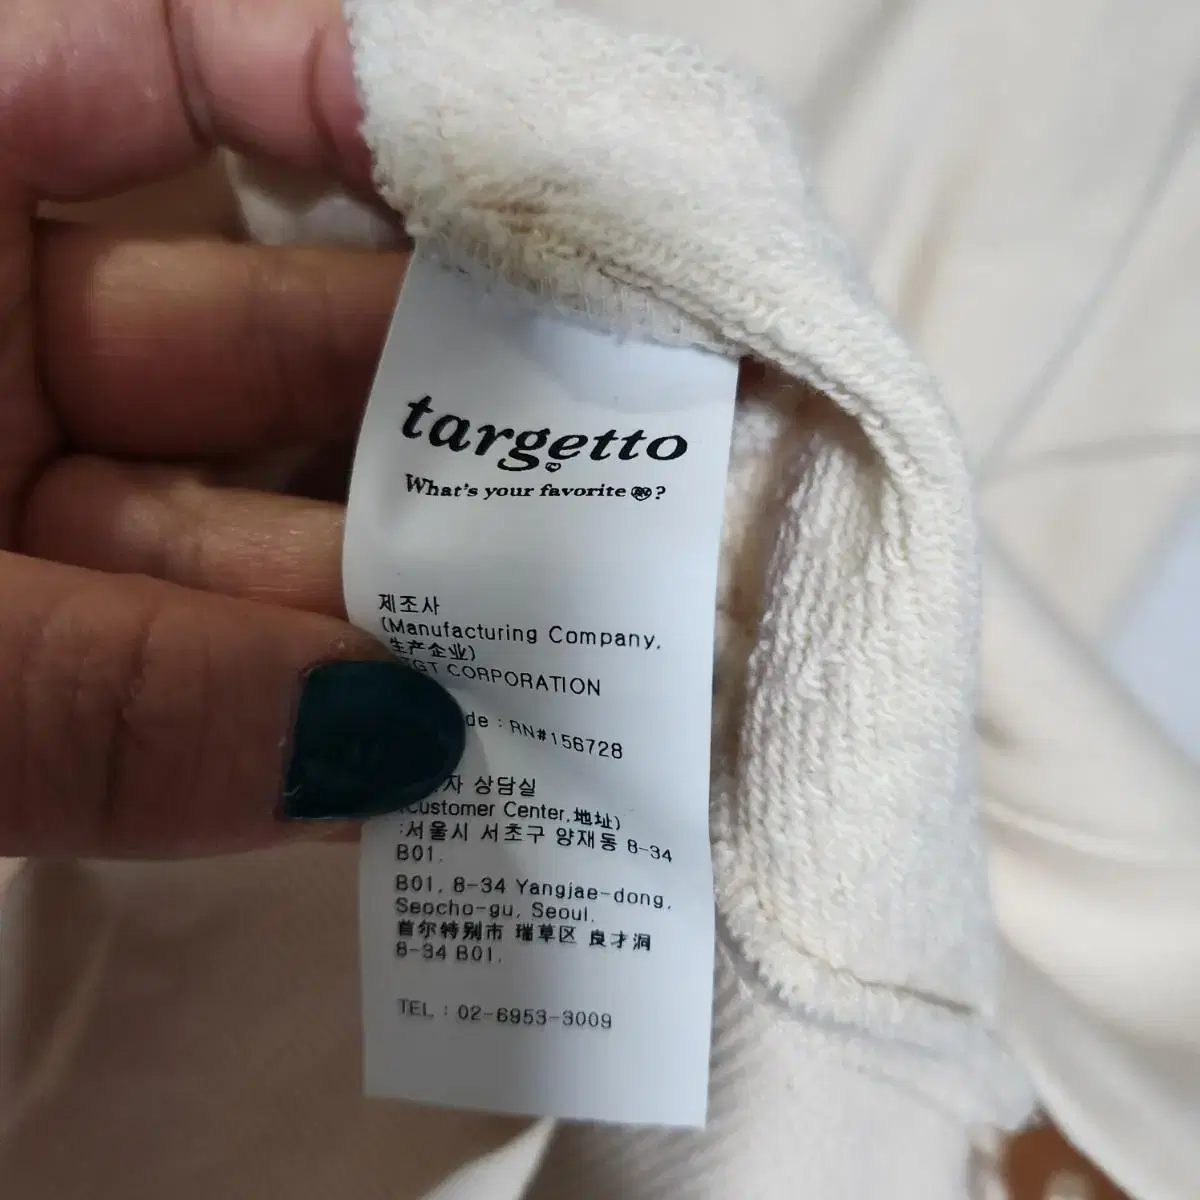 targetto
What's your favorite ?
제조사
(Manufacturing Company,
生产企业)
CORPORATION
: RN#156728
상담실
(Customer Center,地址)
:서울시 서초구 양재동 8-34
B01.
B01, 8-34 Yangjae-dong,
Seocho-gu, Seoul.
首尔特别市 瑞草区 良才洞
8-34 B01.
TEL : 02-6953-3009